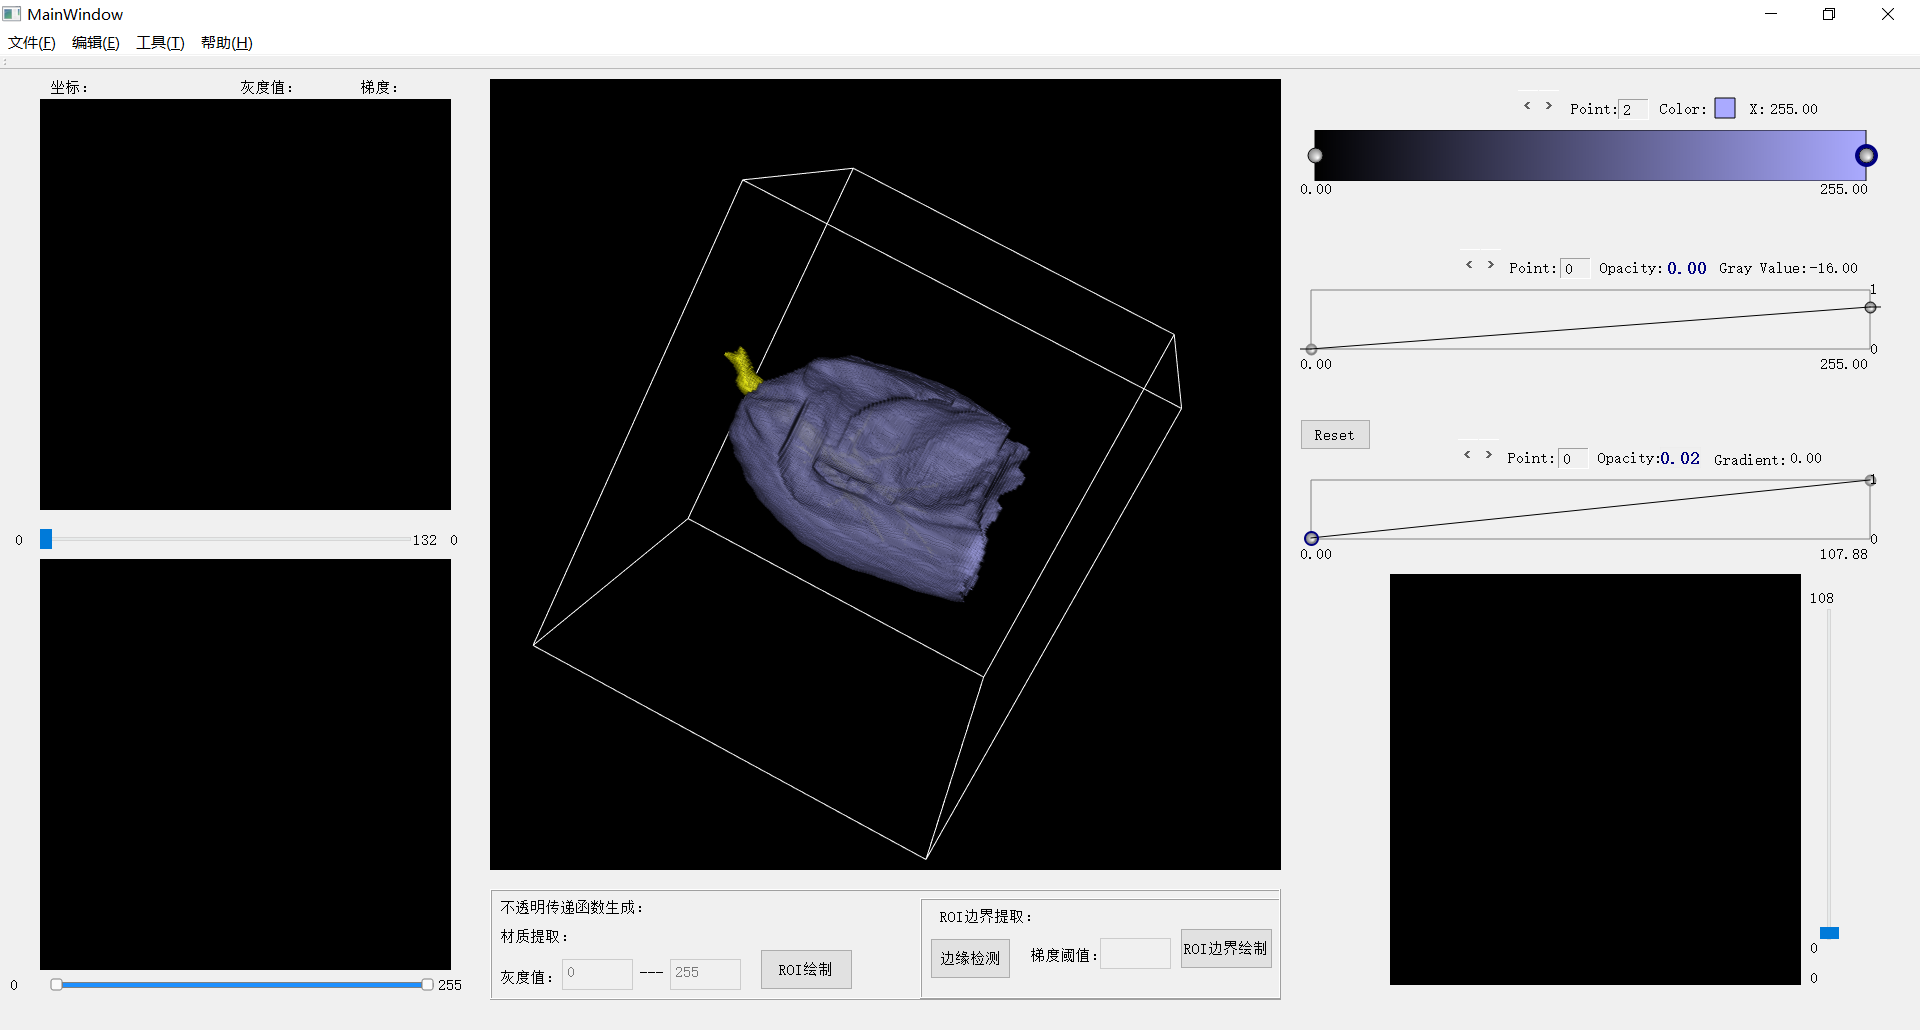 MainWindow
文件(F) 编辑(E) 工具(T) 帮助(H)
坐标: 灰度值: 梯度:
0 132 0
0 255
不透明传递函数生成:
材质提取:
灰度值: 0 --- 255 ROI绘制
ROI边界提取:
边缘检测 梯度阈值: ROI边界绘制
< > Point: 2 Color: X: 255.00
0.00 255.00
< > Point: 0 Opacity: 0.00 Gray Value: -16.00
1
0
0.00 255.00
Reset
< > Point: 0 Opacity: 0.02 Gradient: 0.00
1
0
0.00 107.88
108
0
0